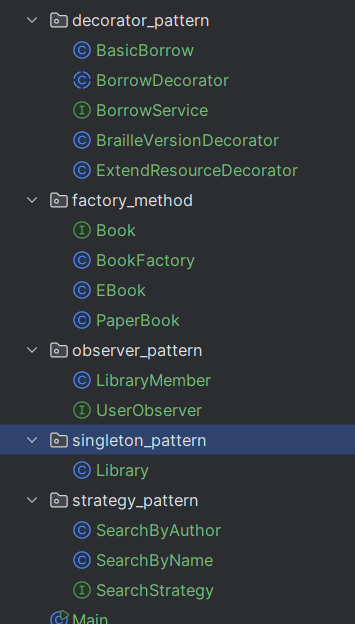 decorator_pattern
BasicBorrow
BorrowDecorator
BorrowService
BrailleVersionDecorator
ExtendResourceDecorator
factory_method
Book
BookFactory
EBook
PaperBook
observer_pattern
LibraryMember
UserObserver
singleton_pattern
Library
strategy_pattern
SearchByAuthor
SearchByName
SearchStrategy
Main